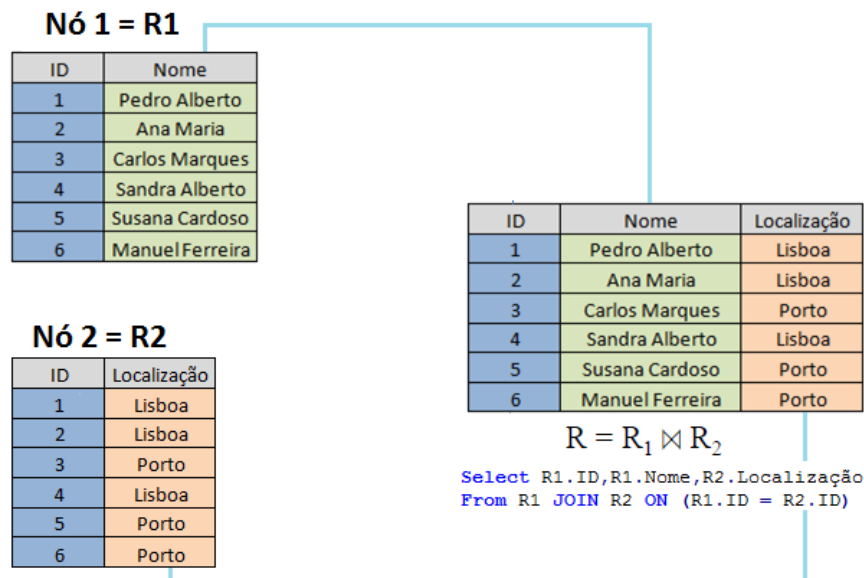 Nó 1 = R1
ID Nome
1 Pedro Alberto
2 Ana Maria
3 Carlos Marques
4 Sandra Alberto
5 Susana Cardoso
6 Manuel Ferreira
Nó 2 = R2
ID Localização
1 Lisboa
2 Lisboa
3 Porto
4 Lisboa
5 Porto
6 Porto
ID Nome Localização
1 Pedro Alberto Lisboa
2 Ana Maria Lisboa
3 Carlos Marques Porto
4 Sandra Alberto Lisboa
5 Susana Cardoso Porto
6 Manuel Ferreira Porto
R = R₁ ⋈ R₂
Select R1.ID,R1.Nome,R2.Localização
From R1 JOIN R2 ON (R1.ID = R2.ID)